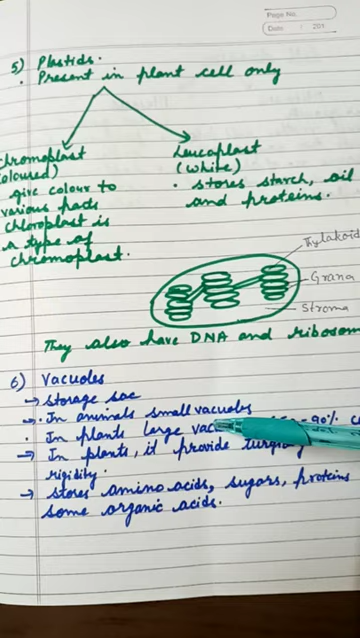 Page No.
Date : 201
5) Plastids.
• Present in plant cell only
chromoplast
(coloured)
give colour to
various parts
chloroplast is
a type of
chromoplast.
Leucoplast
(white)
• stores starch, oil
and proteins.
Thylakoid
Grana
Stroma
They also have DNA and ribosom
6) Vacuoles
→ Storage sac
→ In animals small vacuoles
• In plants large vac 90%
→ In plants, it provide turgi
rigidity.
→ stores amino acids, sugars, proteins
some organic acids.